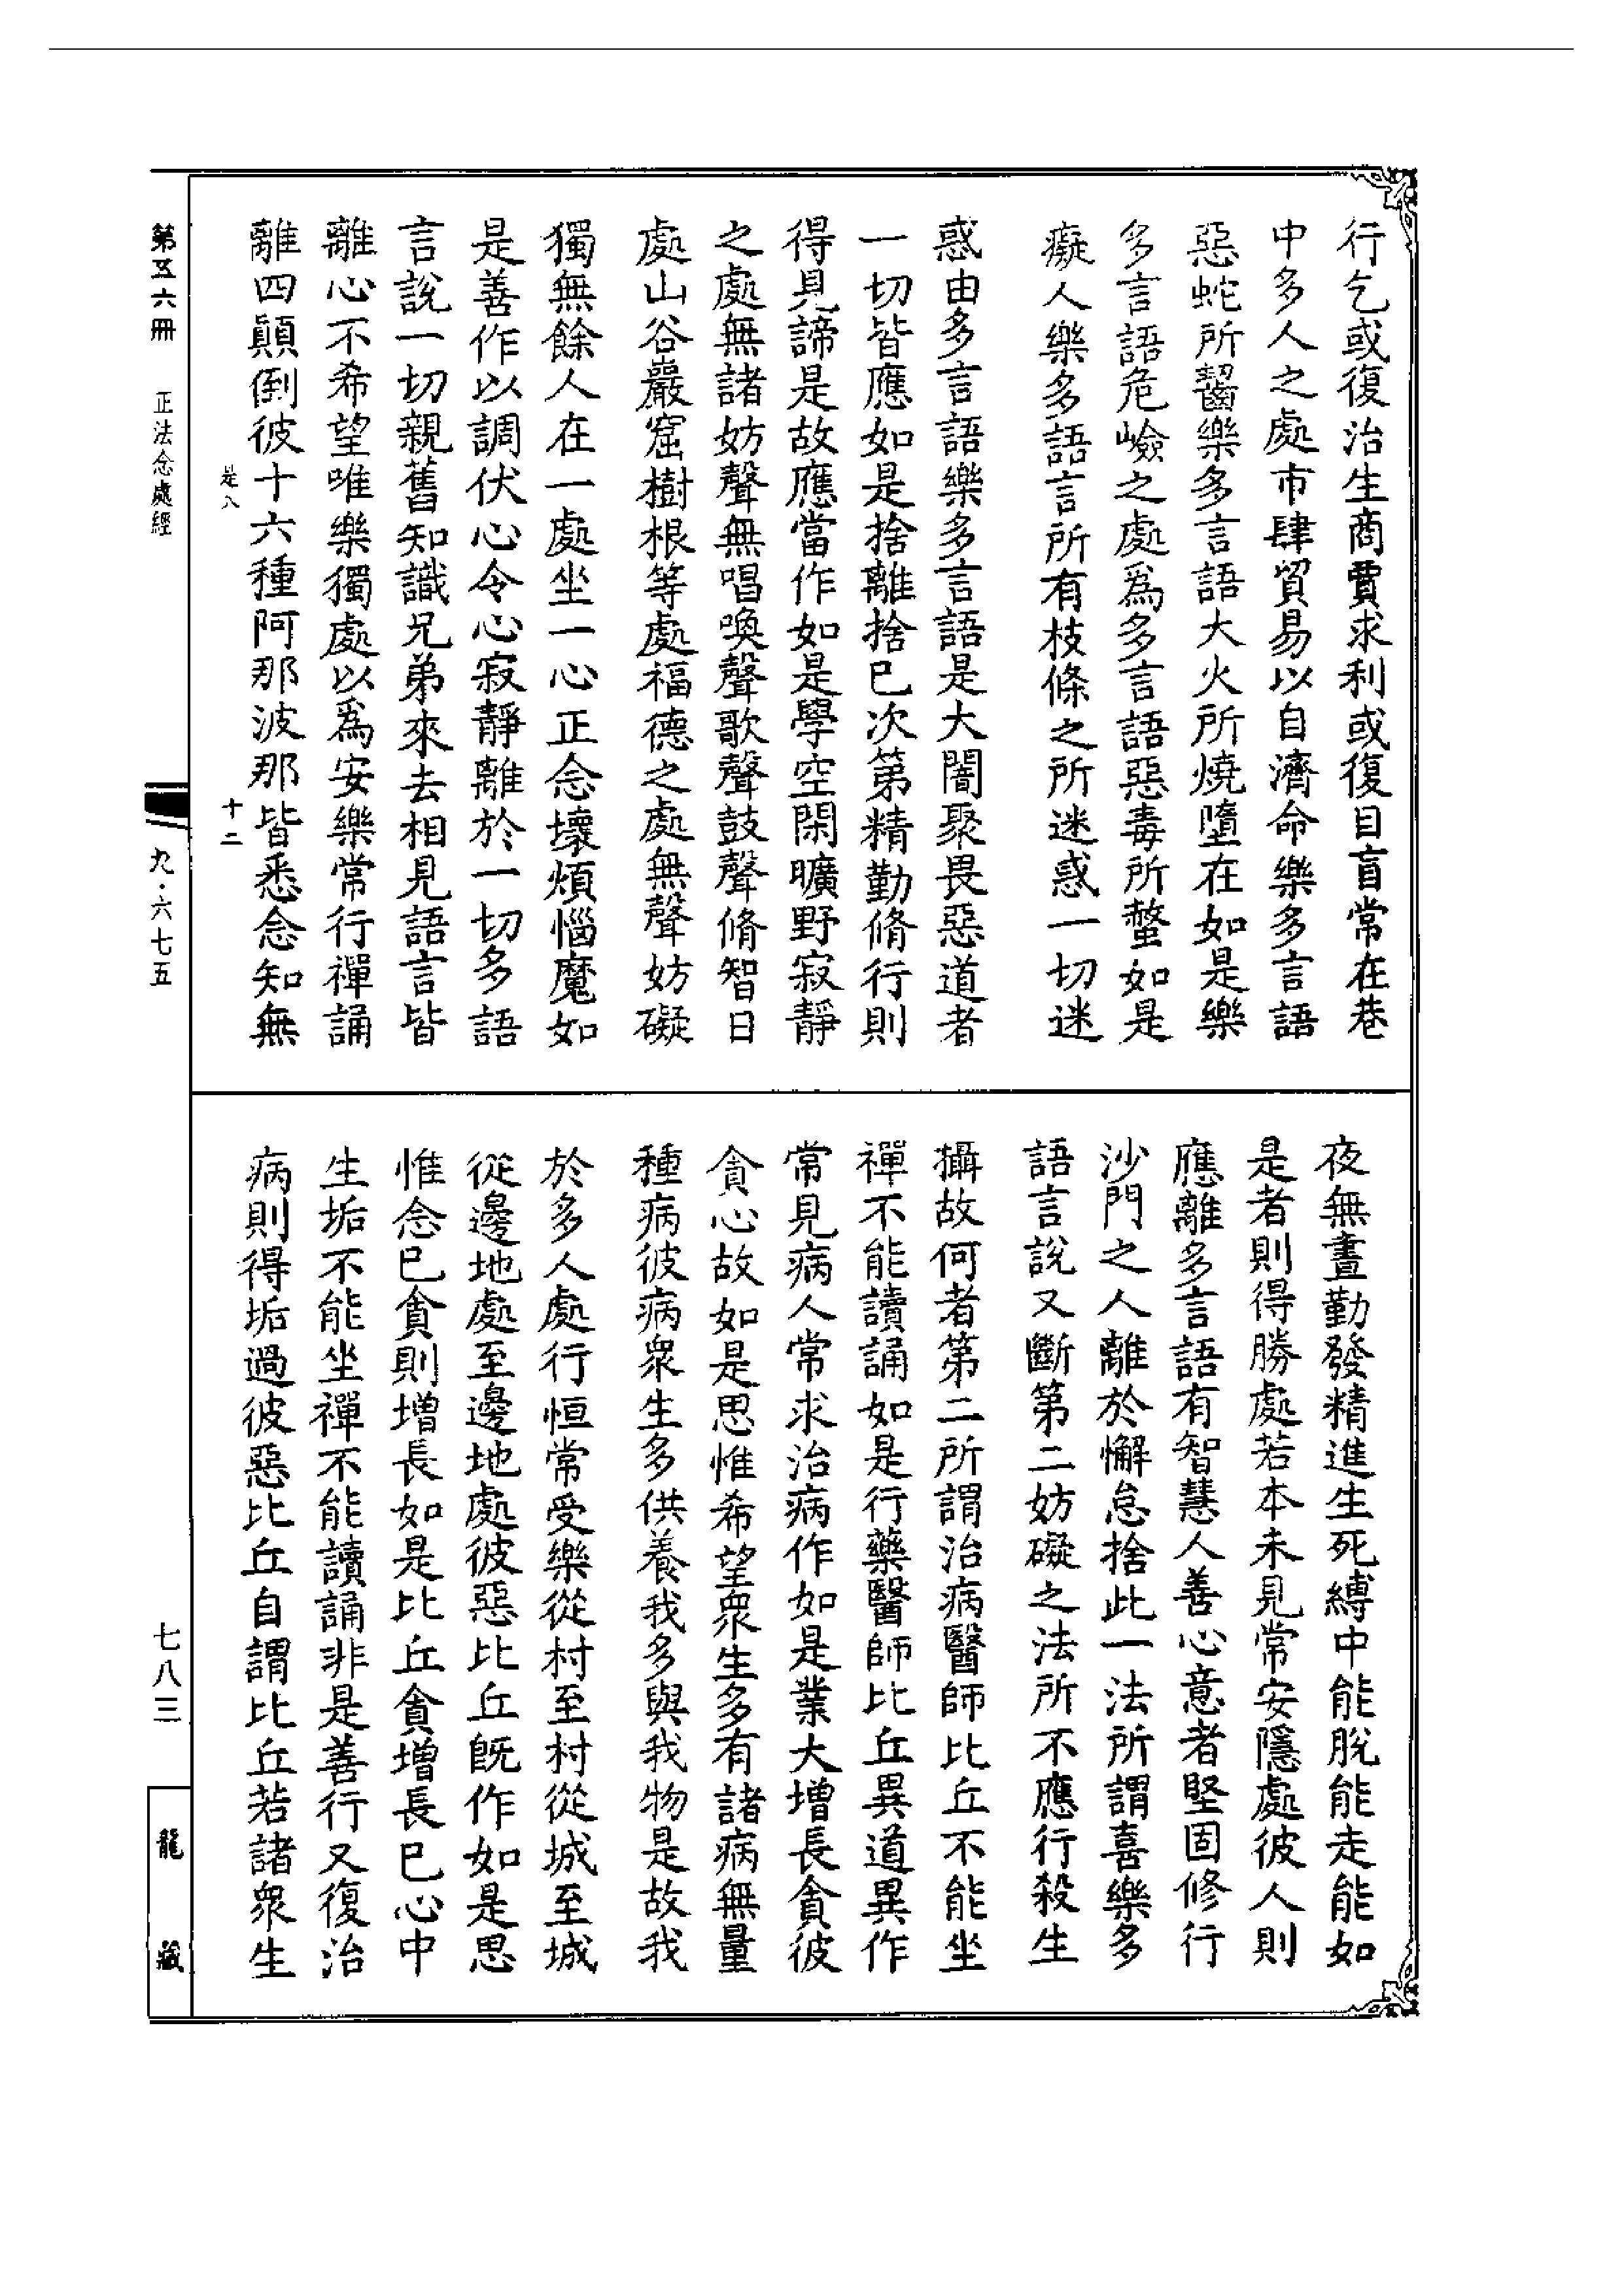 行乞或復治生商賈求利或復目盲常在巷
中多人之處市肆貿易以自濟命樂多言語
惡蛇所齧樂多言語大火所燒墮在如是樂
多言語危嶮之處爲多言語惡毒所螫如是
癡人樂多語言所有枝條之所迷惑一切迷
惑由多言語樂多言語是大闇聚畏惡道者
一切皆應如是捨離捨已次第精勤脩行則
得見諦是故應當作如是學空閑曠野寂靜
之處無諸妨聲無唱喚聲歌聲鼓聲脩智日
處山谷巖窟樹根等處福德之處無聲妨礙
獨無餘人在一處坐一心正念壞煩惱魔如
是善作以調伏心令心寂靜離於一切多語
言說一切親舊知識兄弟來去相見語言皆
離心不希望唯樂獨處以爲安樂常行禪誦
離四顚倒彼十六種阿那波那皆悉念知無
是八
十二
夜無晝勤發精進生死縛中能脫能走能如
是者則得勝處若本未見常安隱處彼人則
應離多言語有智慧人善心意者堅固修行
沙門之人離於懈怠捨此一法所謂喜樂多
語言說又斷第二妨礙之法所不應行殺生
攝故何者第二所謂治病醫師比丘不能坐
禪不能讀誦如是行藥醫師比丘異道異作
常見病人常求治病作如是業大增長貪彼
貪心故如是思惟希望衆生多有諸病無量
種病彼病衆生多供養我多與我物是故我
於多人處行恒常受樂從村至村從城至城
從邊地處至邊地處彼惡比丘旣作如是思
惟念已貪則增長如是比丘貪增長已心中
生垢不能坐禪不能讀誦非是善行又復治
病則得垢過彼惡比丘自謂比丘若諸衆生
第五六冊
正法念處經
九·六七五
七八三
龍藏